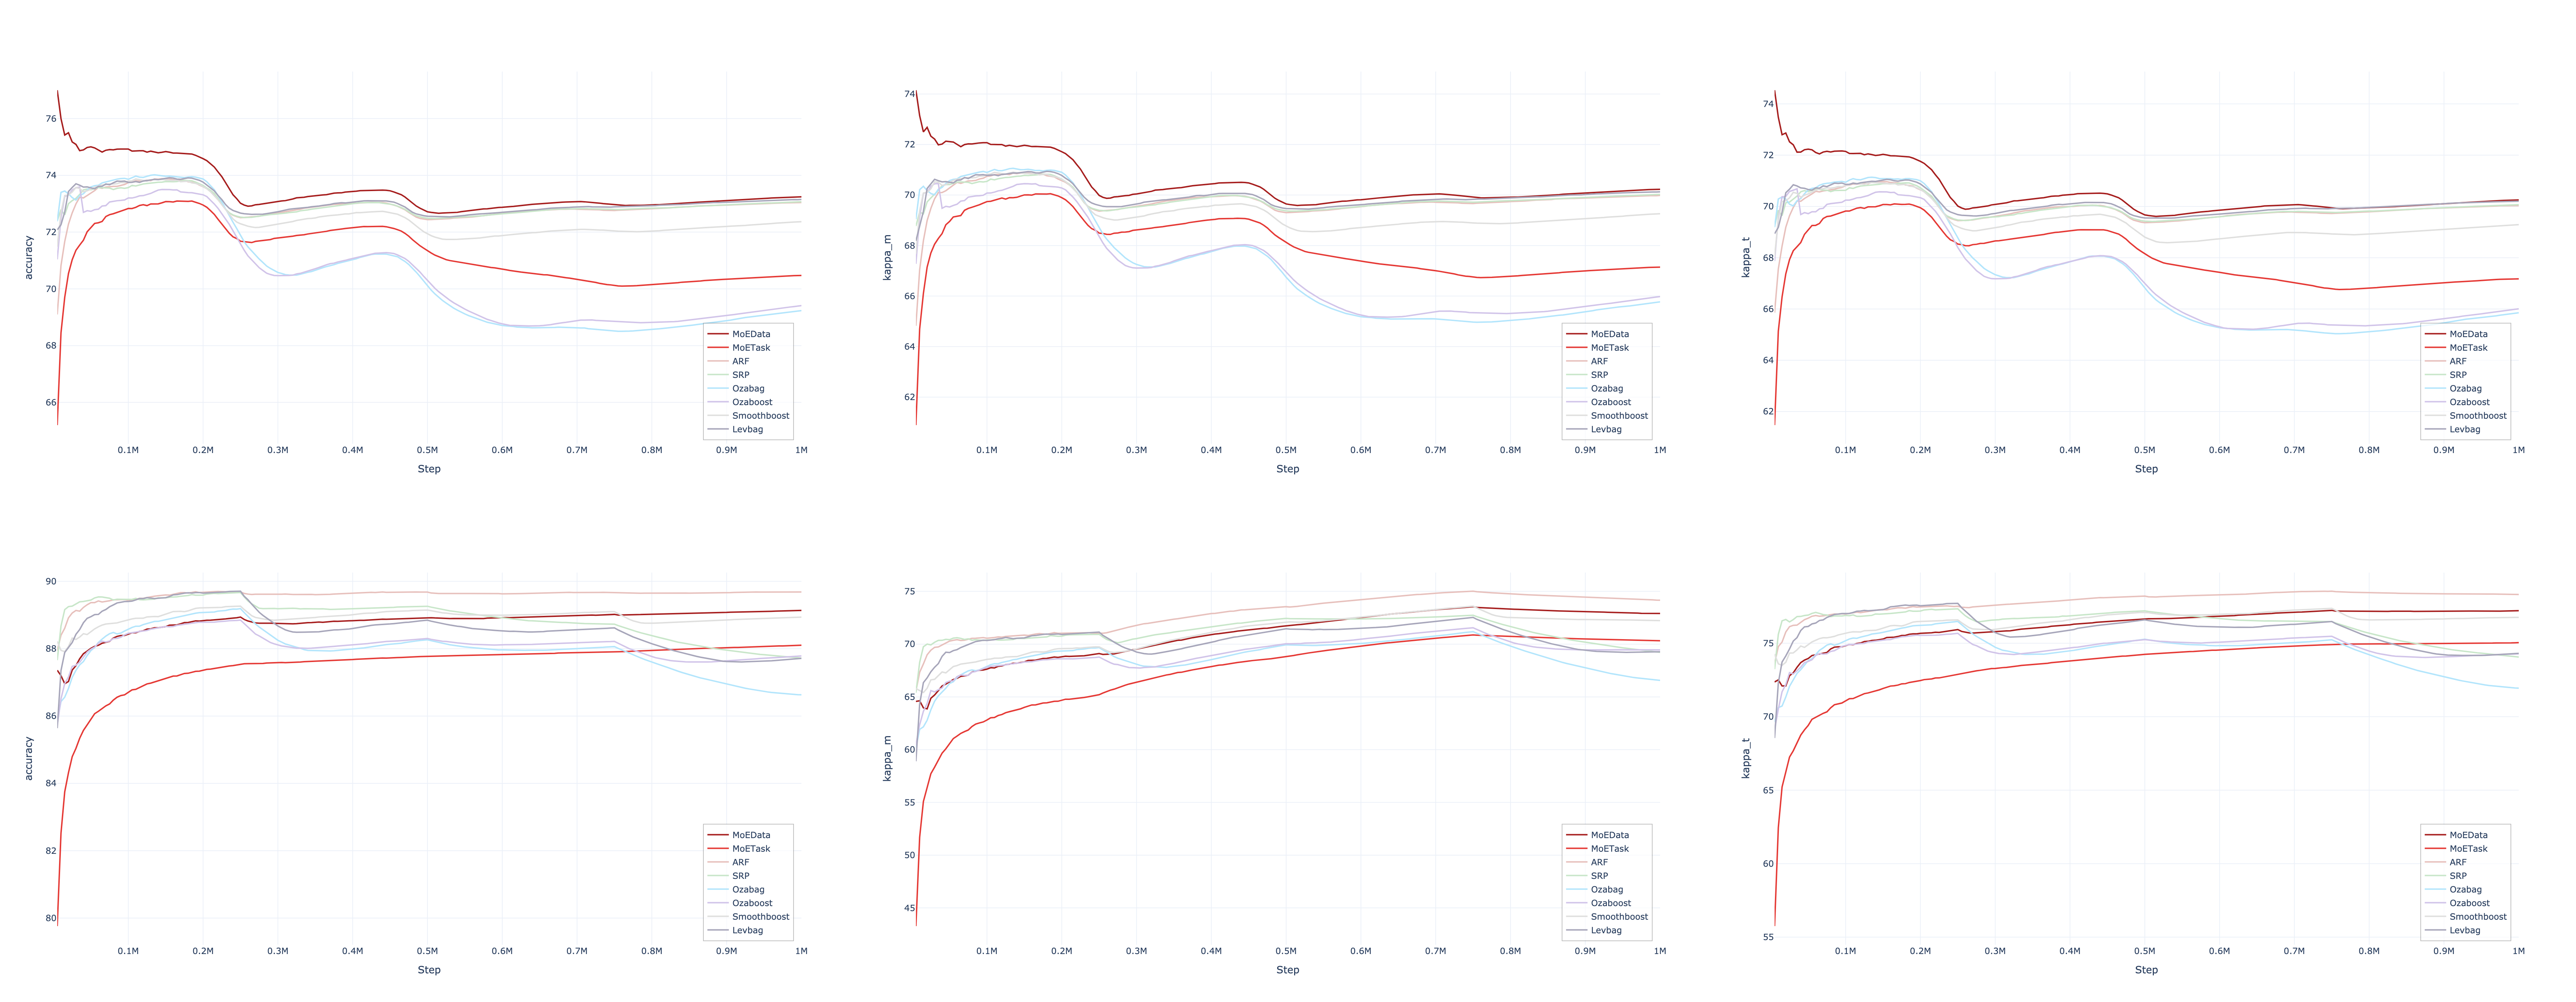 accuracy
76
74
72
70
68
66
0.1M 0.2M 0.3M 0.4M 0.5M 0.6M 0.7M 0.8M 0.9M 1M
Step
MoEData
MoETask
ARF
SRP
Ozabag
Ozaboost
Smoothboost
Levbag
kappa_m
74
72
70
68
66
64
62
0.1M 0.2M 0.3M 0.4M 0.5M 0.6M 0.7M 0.8M 0.9M 1M
Step
MoEData
MoETask
ARF
SRP
Ozabag
Ozaboost
Smoothboost
Levbag
kappa_t
74
72
70
68
66
64
62
0.1M 0.2M 0.3M 0.4M 0.5M 0.6M 0.7M 0.8M 0.9M 1M
Step
MoEData
MoETask
ARF
SRP
Ozabag
Ozaboost
Smoothboost
Levbag
accuracy
90
88
86
84
82
80
0.1M 0.2M 0.3M 0.4M 0.5M 0.6M 0.7M 0.8M 0.9M 1M
Step
MoEData
MoETask
ARF
SRP
Ozabag
Ozaboost
Smoothboost
Levbag
kappa_m
75
70
65
60
55
50
45
0.1M 0.2M 0.3M 0.4M 0.5M 0.6M 0.7M 0.8M 0.9M 1M
Step
MoEData
MoETask
ARF
SRP
Ozabag
Ozaboost
Smoothboost
Levbag
kappa_t
75
70
65
60
55
0.1M 0.2M 0.3M 0.4M 0.5M 0.6M 0.7M 0.8M 0.9M 1M
Step
MoEData
MoETask
ARF
SRP
Ozabag
Ozaboost
Smoothboost
Levbag